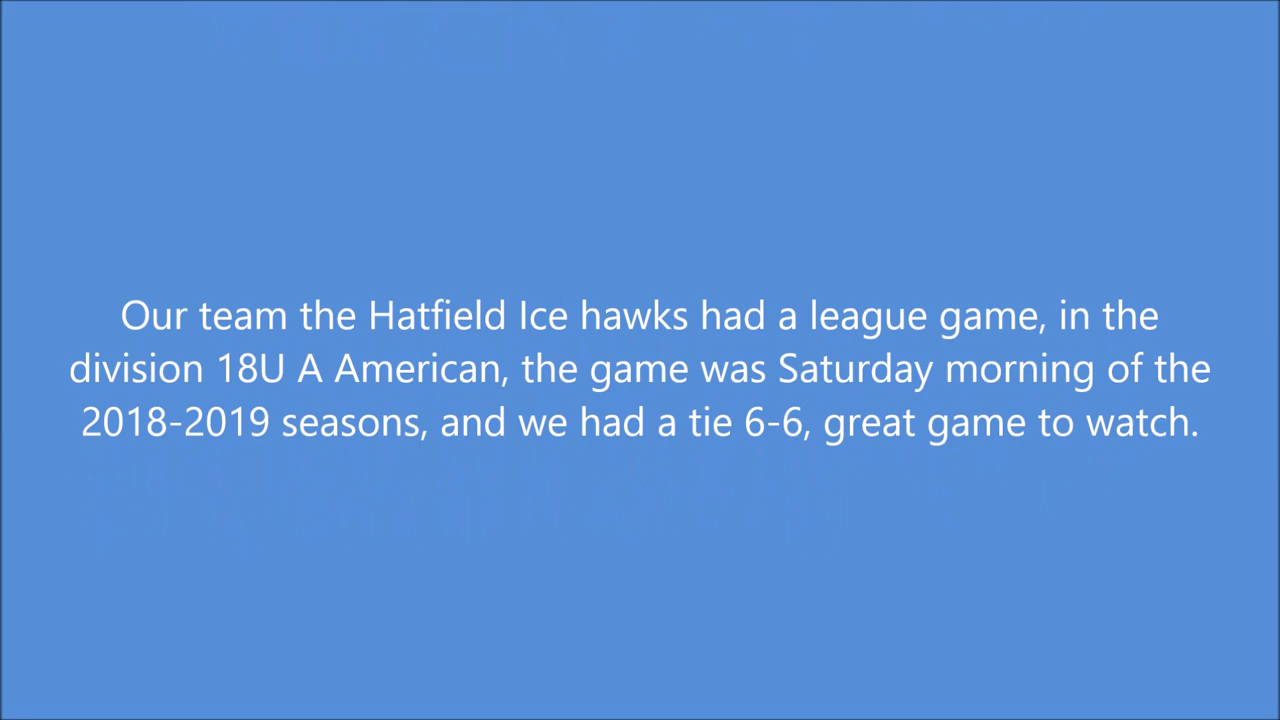 Our team the Hatfield Ice hawks had a league game, in the
division 18U A American, the game was Saturday morning of the
2018-2019 seasons, and we had a tie 6-6, great game to watch.